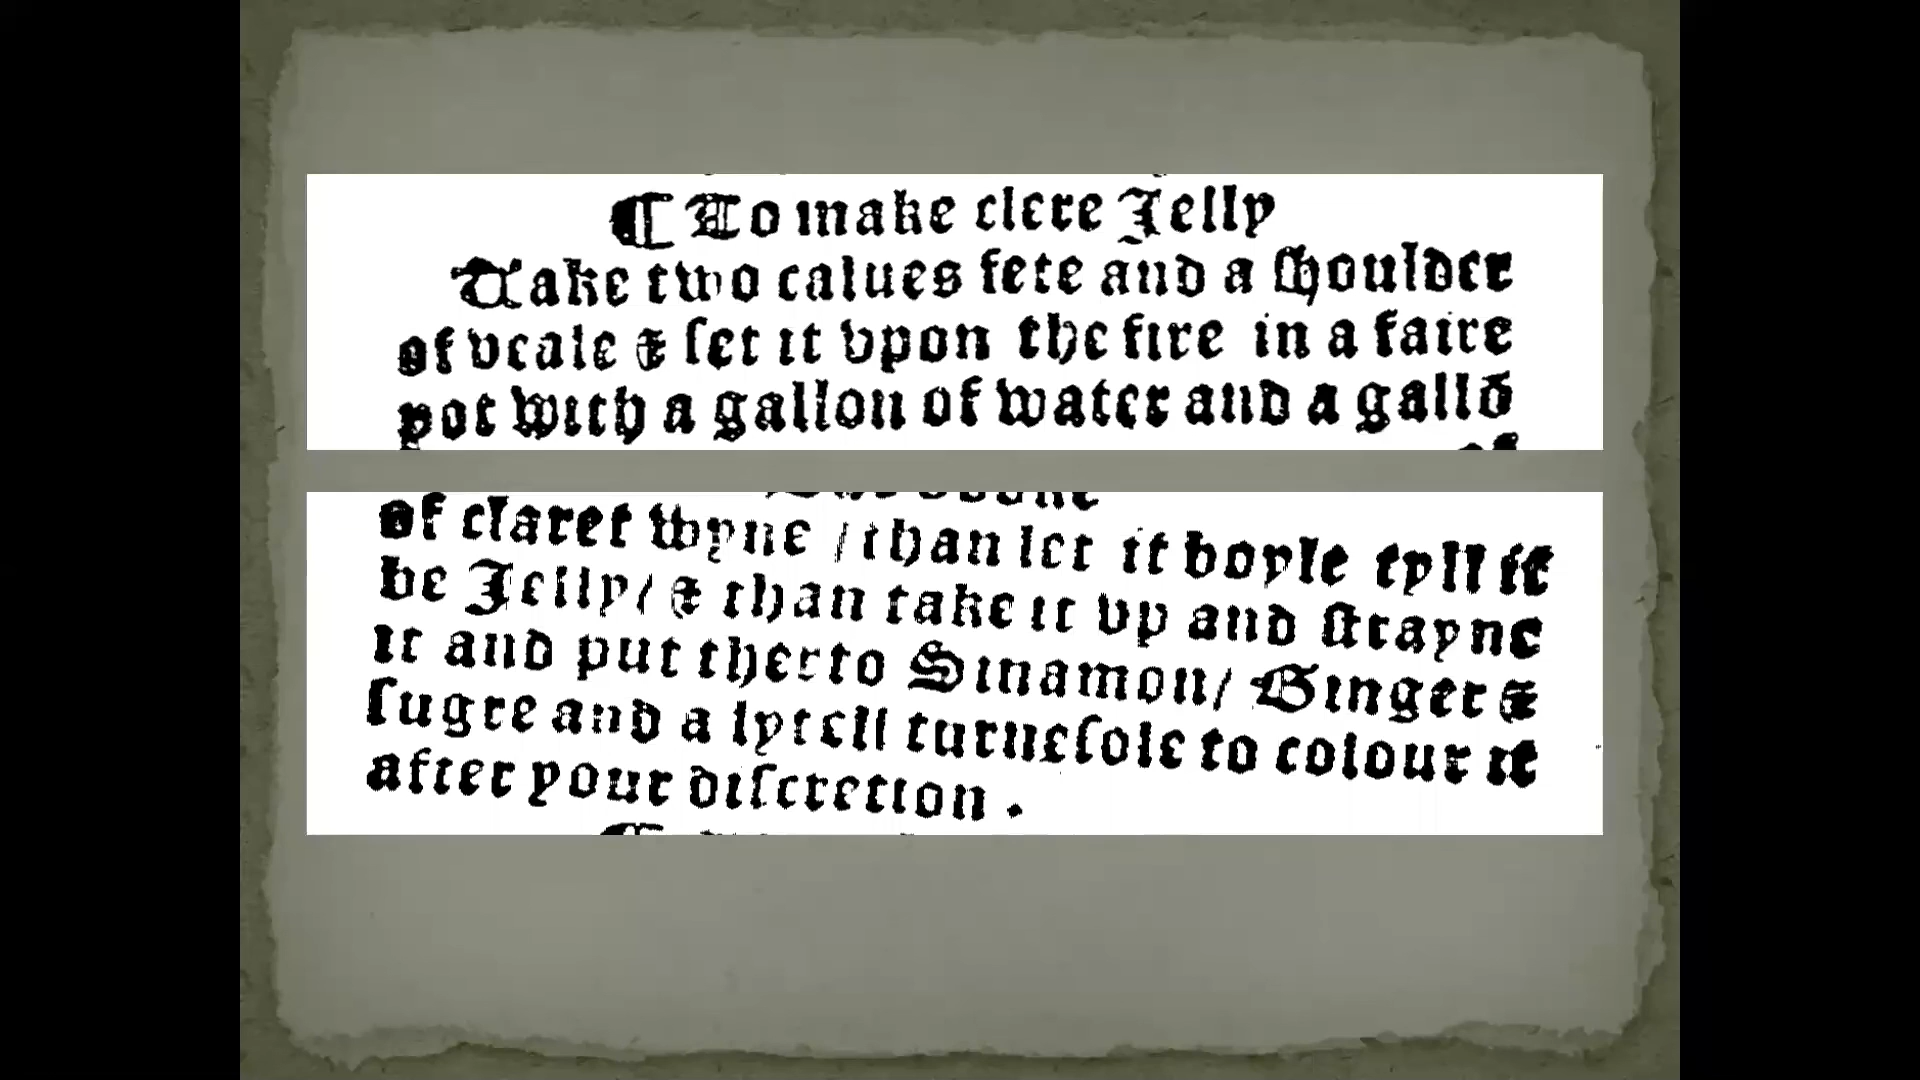 ¶ To make clere Jelly
Take two calues fete and a ſhoulder
of veale & ſet it vpon the fire in a faire
pot with a gallon of water and a gallō
of claret wyne / than let it boyle tyll it
be Jelly / & than take it vp and ſtrayne
it and put therto Sinamon / Ginger &
ſugre and a lytell turneſole to colour it
after your diſcretion .